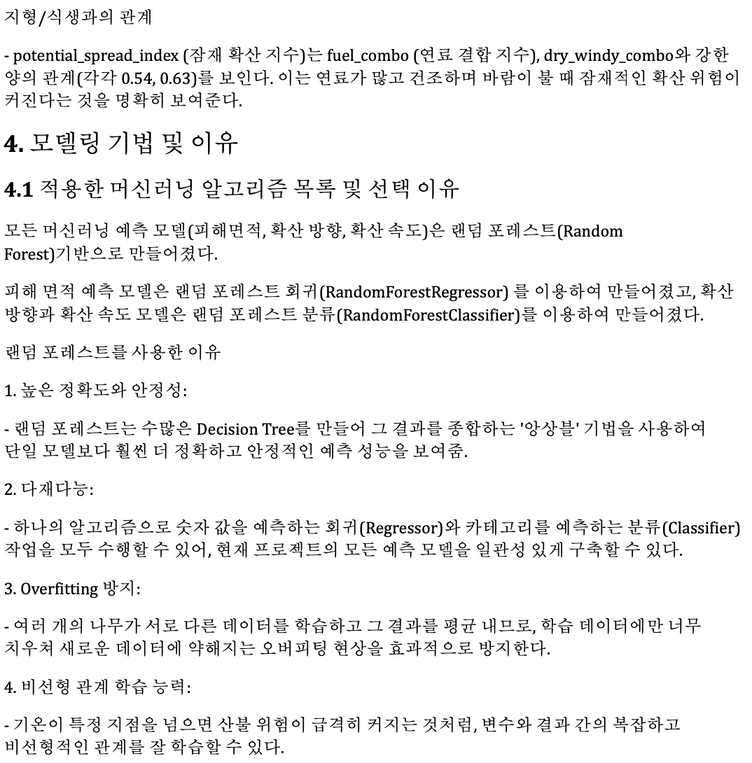 지형/식생과의 관계
- potential_spread_index (잠재 확산 지수)는 fuel_combo (연료 결합 지수), dry_windy_combo와 강한
양의 관계(각각 0.54, 0.63)를 보인다. 이는 연료가 많고 건조하며 바람이 불 때 잠재적인 확산 위험이
커진다는 것을 명확히 보여준다.
4. 모델링 기법 및 이유
4.1 적용한 머신러닝 알고리즘 목록 및 선택 이유
모든 머신러닝 예측 모델(피해면적, 확산 방향, 확산 속도)은 랜덤 포레스트(Random
Forest)기반으로 만들어졌다.
피해 면적 예측 모델은 랜덤 포레스트 회귀(RandomForestRegressor) 를 이용하여 만들어졌고, 확산
방향과 확산 속도 모델은 랜덤 포레스트 분류(RandomForestClassifier)를 이용하여 만들어졌다.
랜덤 포레스트를 사용한 이유
1. 높은 정확도와 안정성:
- 랜덤 포레스트는 수많은 Decision Tree를 만들어 그 결과를 종합하는 '앙상블' 기법을 사용하여
단일 모델보다 훨씬 더 정확하고 안정적인 예측 성능을 보여줌.
2. 다재다능:
- 하나의 알고리즘으로 숫자 값을 예측하는 회귀(Regressor)와 카테고리를 예측하는 분류(Classifier)
작업을 모두 수행할 수 있어, 현재 프로젝트의 모든 예측 모델을 일관성 있게 구축할 수 있다.
3. Overfitting 방지:
- 여러 개의 나무가 서로 다른 데이터를 학습하고 그 결과를 평균 내므로, 학습 데이터에만 너무
치우쳐 새로운 데이터에 약해지는 오버피팅 현상을 효과적으로 방지한다.
4. 비선형 관계 학습 능력:
- 기온이 특정 지점을 넘으면 산불 위험이 급격히 커지는 것처럼, 변수와 결과 간의 복잡하고
비선형적인 관계를 잘 학습할 수 있다.